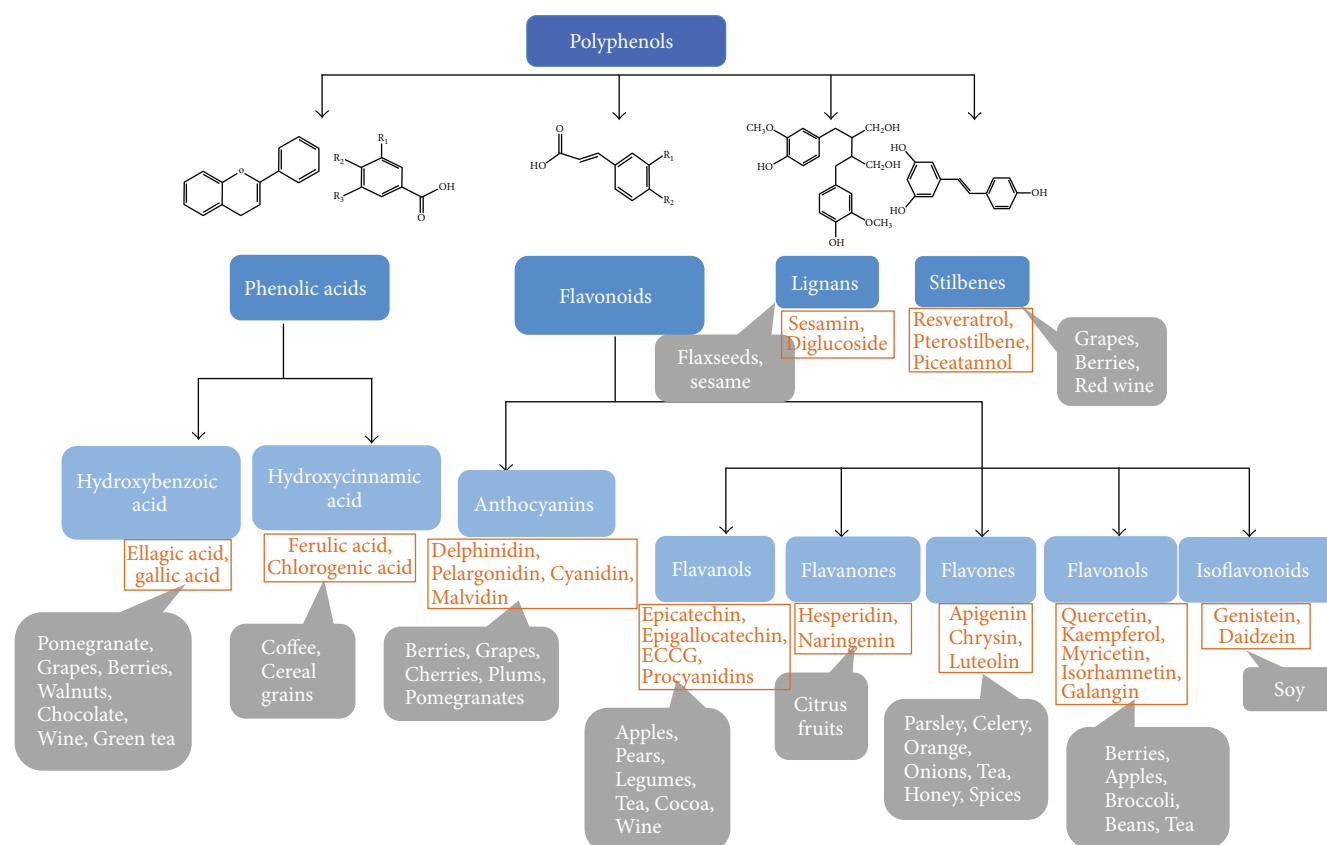 Polyphenols
O
R₁
R₂
R₃
OH
O
O
HO
R₁
R₂
CH₃O
HO
CH₂OH
CH₂OH
OCH₃
OH
HO
HO
OH
Phenolic acids
Flavonoids
Lignans
Stilbenes
Sesamin,
Diglucoside
Resveratrol,
Pterostilbene,
Piceatannol
Flaxseeds,
sesame
Grapes,
Berries,
Red wine
Hydroxybenzoic
acid
Hydroxycinnamic
acid
Anthocyanins
Ellagic acid,
gallic acid
Ferulic acid,
Chlorogenic acid
Delphinidin,
Pelargonidin, Cyanidin,
Malvidin
Flavanols
Flavanones
Flavones
Flavonols
Isoflavonoids
Epicatechin,
Epigallocatechin,
ECCG,
Procyanidins
Hesperidin,
Naringenin
Apigenin
Chrysin,
Luteolin
Quercetin,
Kaempferol,
Myricetin,
Isorhamnetin,
Galangin
Genistein,
Daidzein
Pomegranate,
Grapes, Berries,
Walnuts,
Chocolate,
Wine, Green tea
Coffee,
Cereal
grains
Berries, Grapes,
Cherries, Plums,
Pomegranates
Apples,
Pears,
Legumes,
Tea, Cocoa,
Wine
Citrus
fruits
Parsley, Celery,
Orange,
Onions, Tea,
Honey, Spices
Berries,
Apples,
Broccoli,
Beans, Tea
Soy